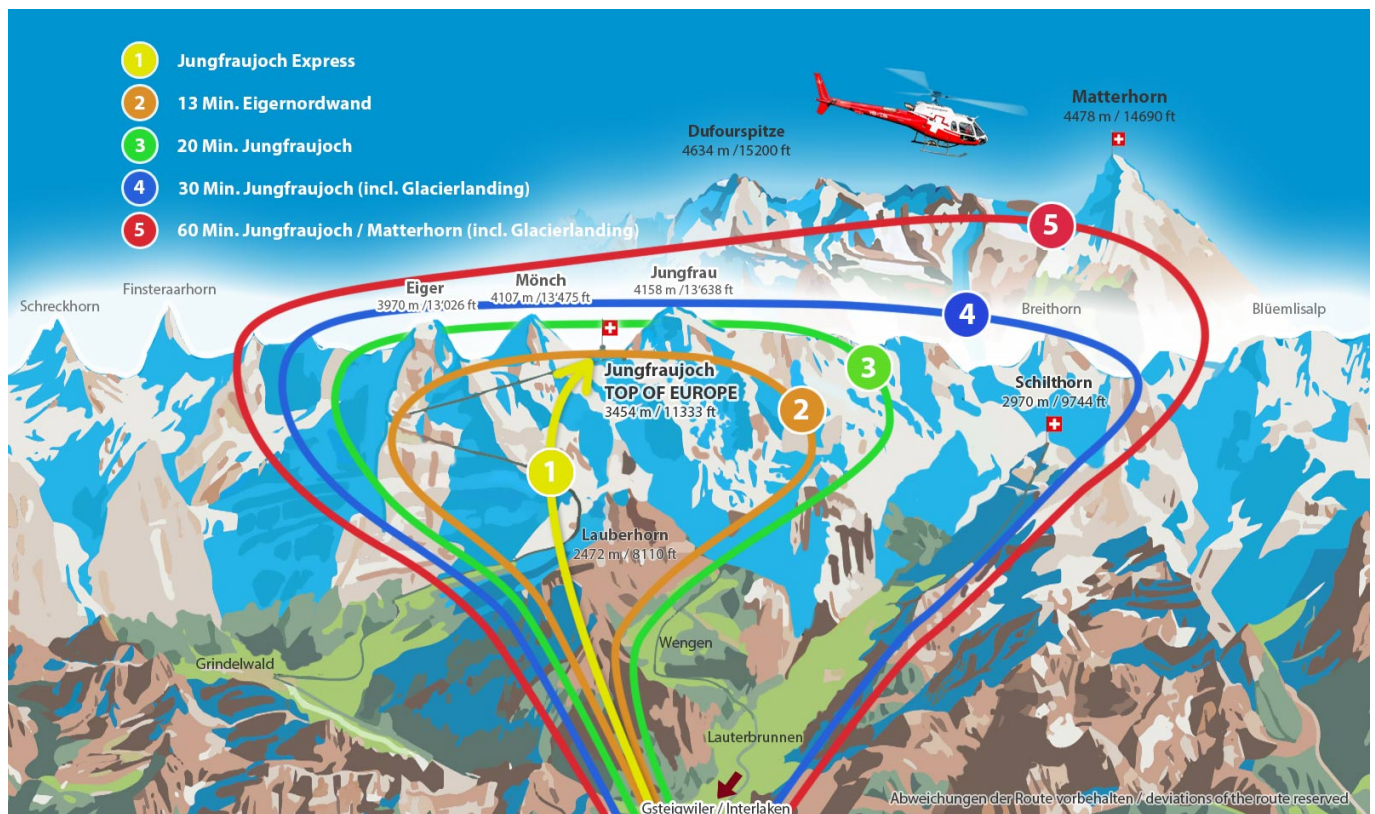 1 Jungfraujoch Express
2 13 Min. Eigernordwand
3 20 Min. Jungfraujoch
4 30 Min. Jungfraujoch (incl. Glacierlanding)
5 60 Min. Jungfraujoch / Matterhorn (incl. Glacierlanding)
Matterhorn
4478 m / 14690 ft
Dufourspitze
4634 m /15200 ft
5
Schreckhorn
Finsteraarhorn
Eiger
3970 m /13'026 ft
Mönch
4107 m /13'475 ft
Jungfrau
4158 m /13'638 ft
4
Breithorn
Blüemlisalp
3
Jungfraujoch
TOP OF EUROPE
3454 m / 11333 ft
2
Schilthorn
2970 m / 9744 ft
1
Lauberhorn
2472 m / 8110 ft
Wengen
Grindelwald
Lauterbrunnen
Gsteigwiler / Interlaken
Abweichungen der Route vorbehalten / deviations of the route reserved